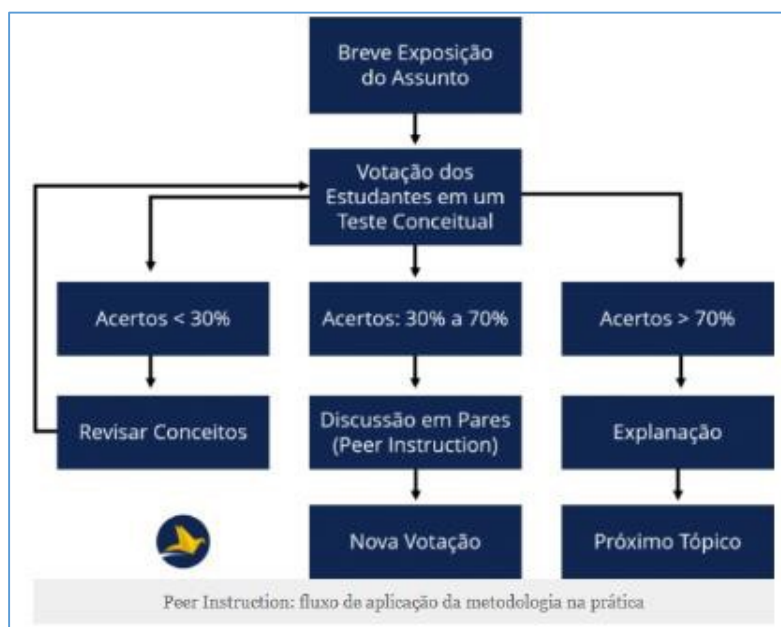 Breve Exposição
do Assunto
Votação dos
Estudantes em um
Teste Conceitual
Acertos < 30%
Acertos: 30% a 70%
Acertos > 70%
Revisar Conceitos
Discussão em Pares
(Peer Instruction)
Explanação
Nova Votação
Próximo Tópico
Peer Instruction: fluxo de aplicação da metodologia na prática